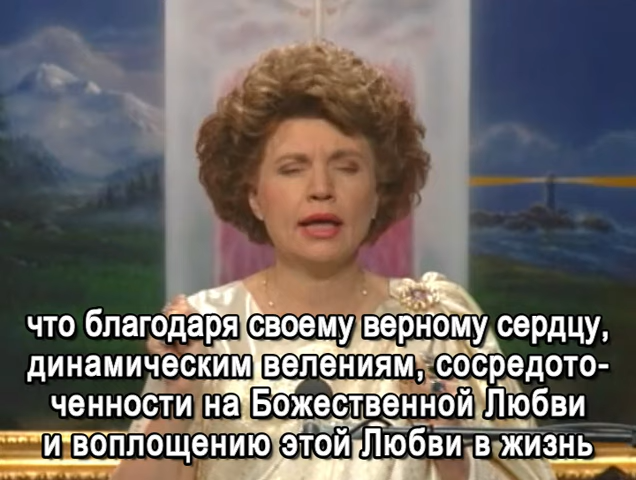 что благодаря своему верному сердцу,
динамическим велениям, сосредото-
ченности на Божественной Любви
и воплощению этой Любви в жизнь